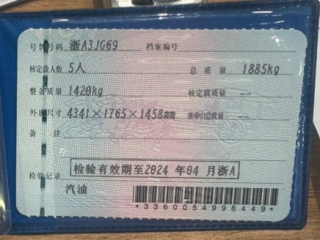 号牌号码 浙A3JG69 档案编号
核定载人数 5人 总质量 1885kg
整备质量 1420kg 核定载质量 --
外廓尺寸 4341×1765×1458mm 准牵引总质量 --
备注
检验记录 检验有效期至2024年04月浙A
汽油
*3360054996449*